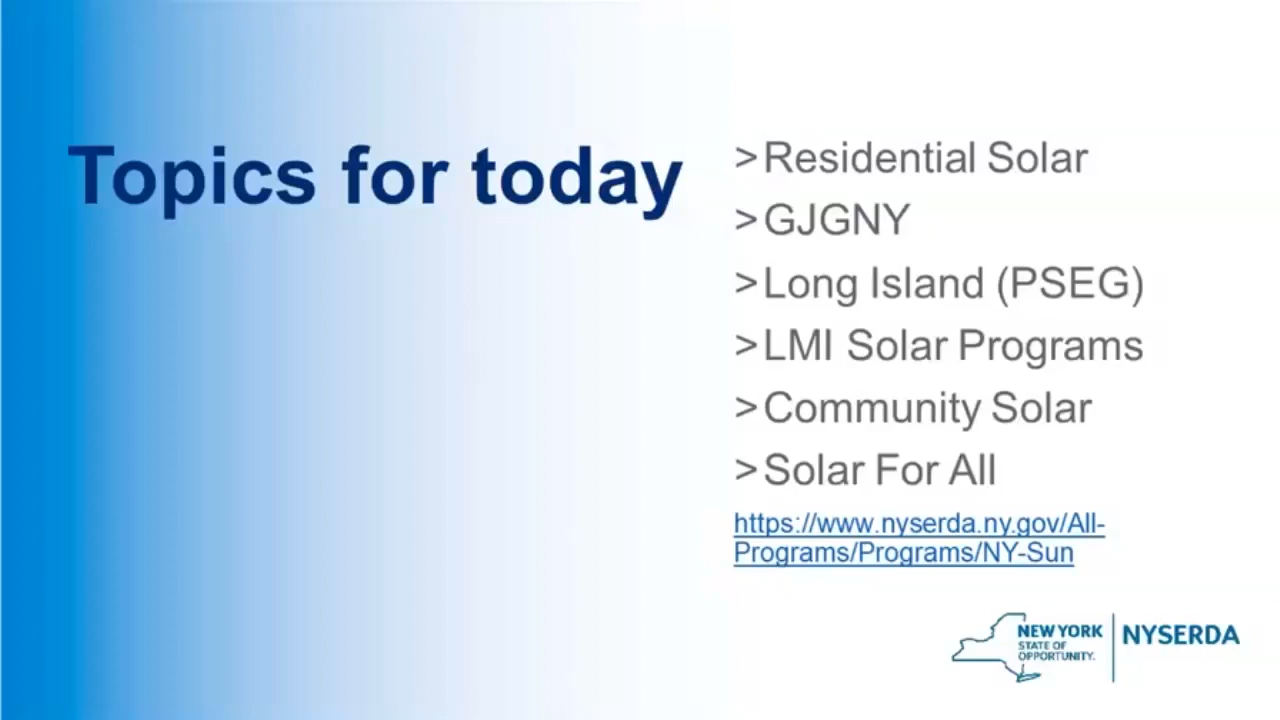 Topics for today
>Residential Solar
>GJGNY
>Long Island (PSEG)
>LMI Solar Programs
>Community Solar
>Solar For All
https://www.nyserda.ny.gov/All-
Programs/Programs/NY-Sun
NEW YORK
STATE OF
OPPORTUNITY.
NYSERDA